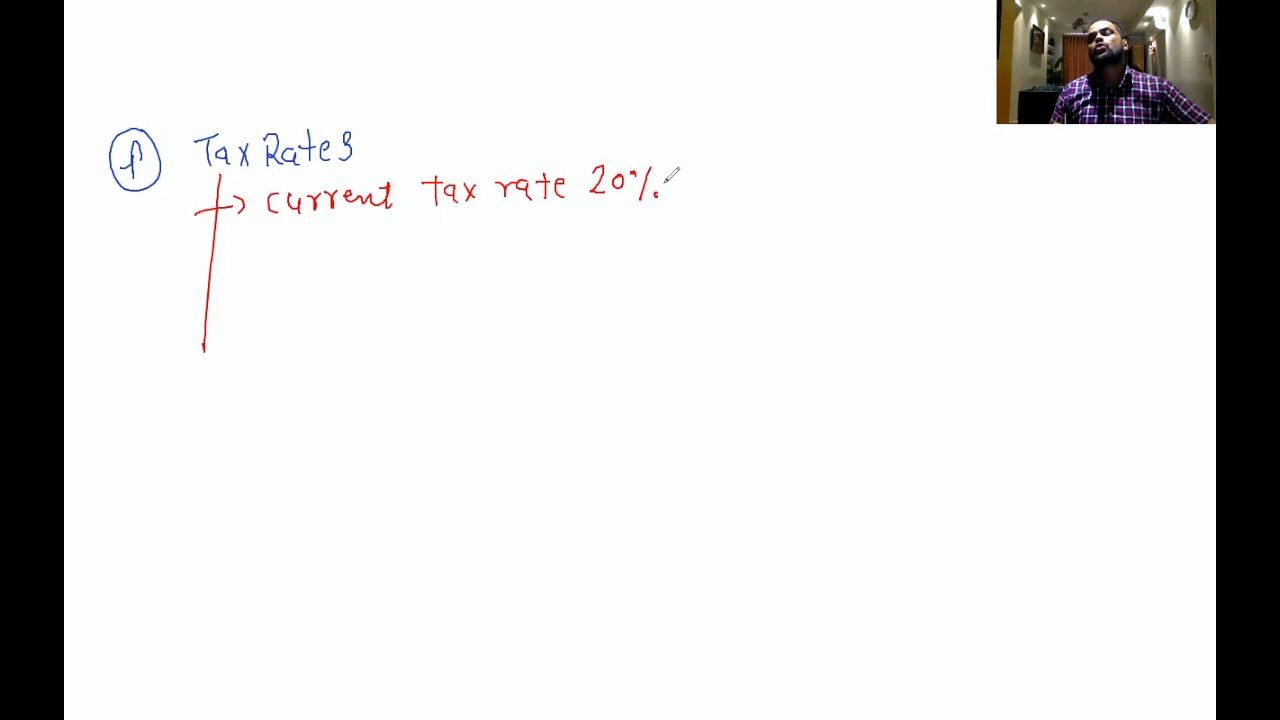 f Tax Rates
→ current tax rate 20%.